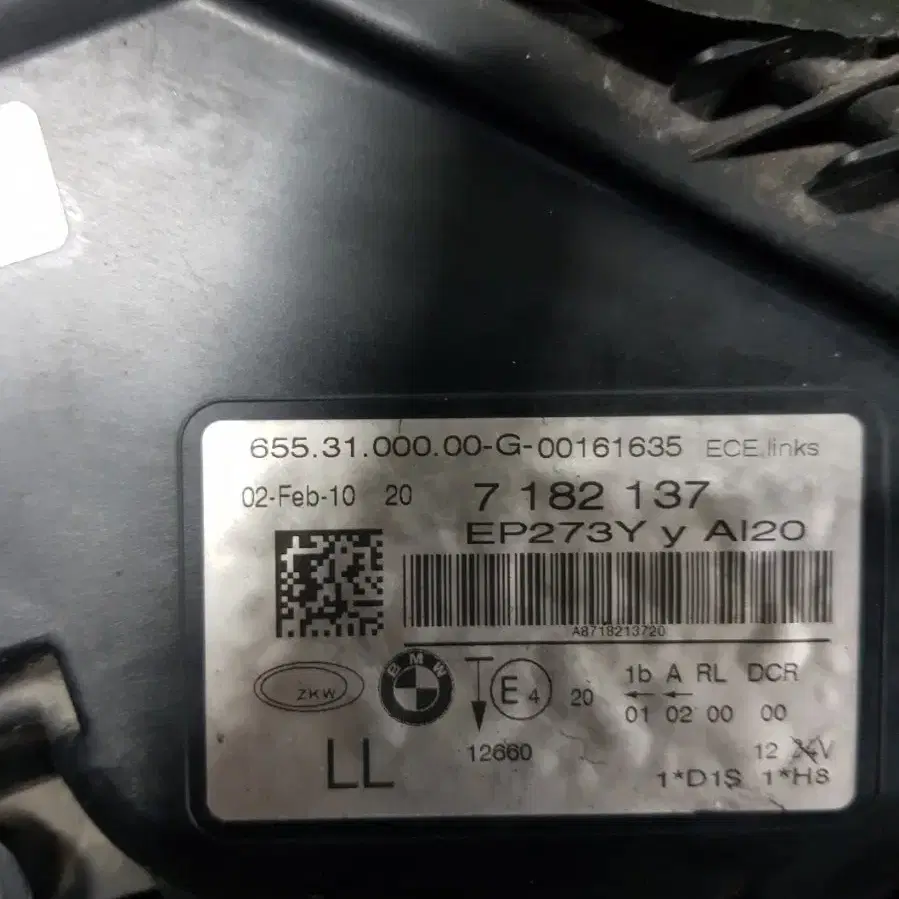 655.31.000.00-G-00161635 ECE links
02-Feb-10 20 7 182 137
EP273Y y AI20
A8718213720
ZKW BMW E4 20 1b A RL DCR
01 02 00 00
LL 12660 12 24V
1*D1S 1*H8